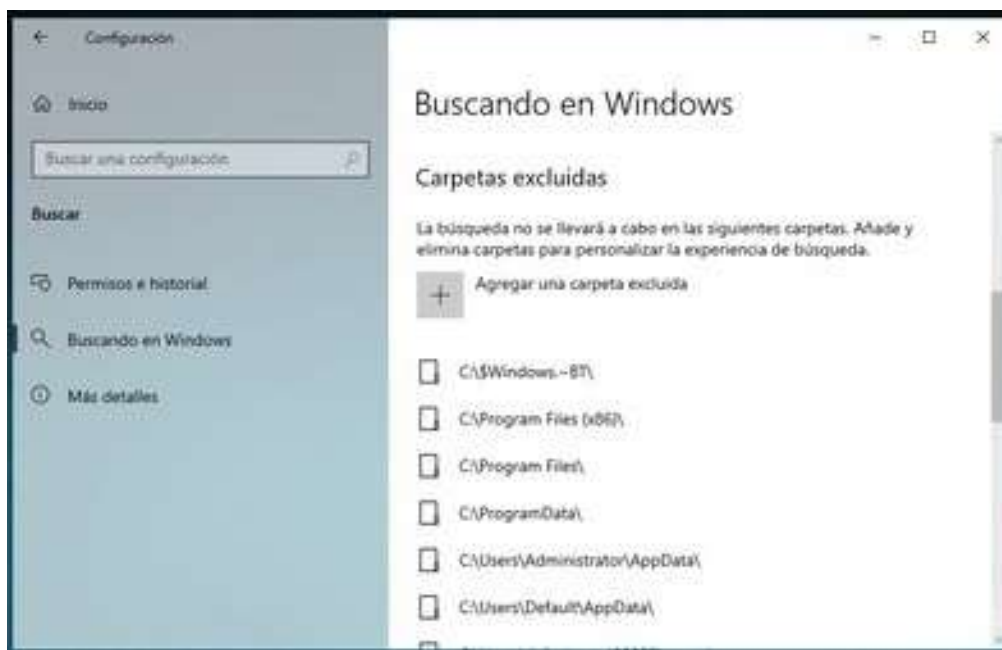 Configuración
Inicio
Buscar una configuración
Buscar
Permisos e historial
Buscando en Windows
Más detalles
Buscando en Windows
Carpetas excluidas
La búsqueda no se llevará a cabo en las siguientes carpetas. Añade y
elimina carpetas para personalizar la experiencia de búsqueda.
Agregar una carpeta excluida
C:\$Windows.~BT\
C:\Program Files (x86)\
C:\Program Files\
C:\ProgramData\
C:\Users\Administrator\AppData\
C:\Users\Default\AppData\